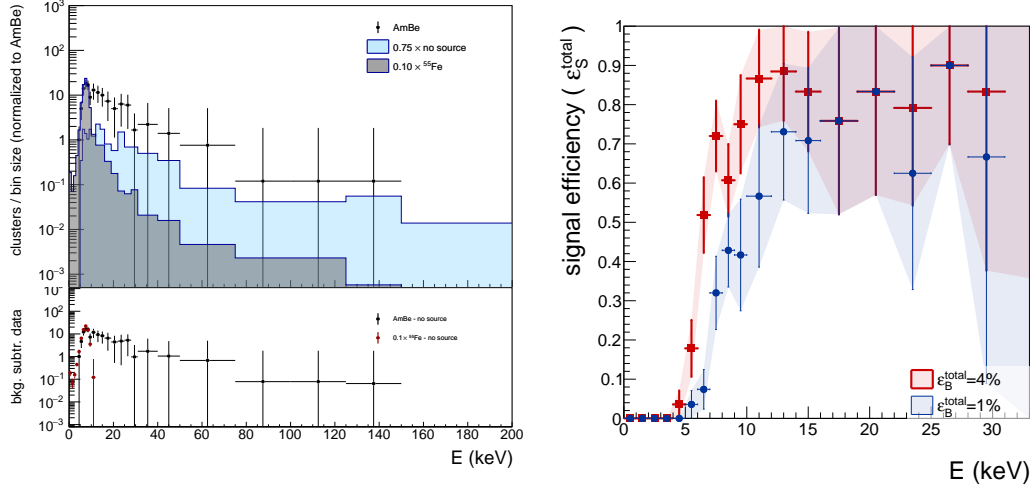 clusters / bin size (normalized to AmBe)
10³
10²
10
1
10⁻¹
10⁻²
10⁻³
AmBe
0.75 × no source
0.10 × ⁵⁵Fe
bkg. subtr. data
10³
10²
10
1
10⁻¹
10⁻²
10⁻³
AmBe - no source
0.1 × ⁵⁵Fe - no source
0 20 40 60 80 100 120 140 160 180 200
E (keV)
signal efficiency ( ε_S^total )
1
0.9
0.8
0.7
0.6
0.5
0.4
0.3
0.2
0.1
0
ε_B^total=4%
ε_B^total=1%
0 5 10 15 20 25 30
E (keV)